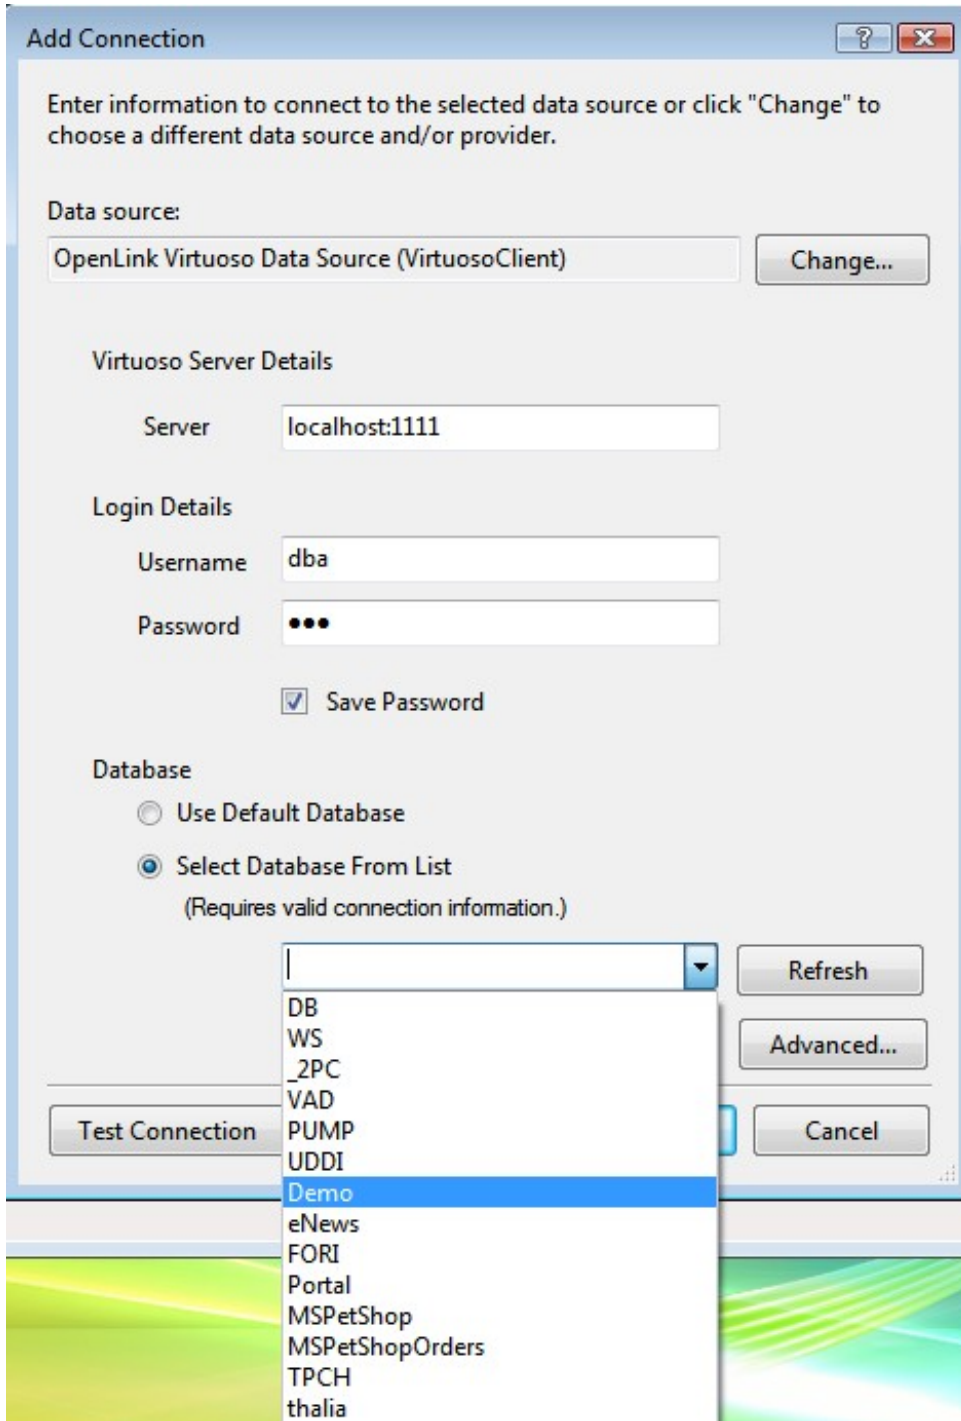 Add Connection
Enter information to connect to the selected data source or click "Change" to
choose a different data source and/or provider.
Data source:
OpenLink Virtuoso Data Source (VirtuosoClient)
Change...
Virtuoso Server Details
Server
localhost:1111
Login Details
Username
dba
Password
•••
Save Password
Database
Use Default Database
Select Database From List
(Requires valid connection information.)
Refresh
DB
WS
_2PC
VAD
PUMP
UDDI
Demo
eNews
FORI
Portal
MSPetShop
MSPetShopOrders
TPCH
thalia
Advanced...
Test Connection
Cancel